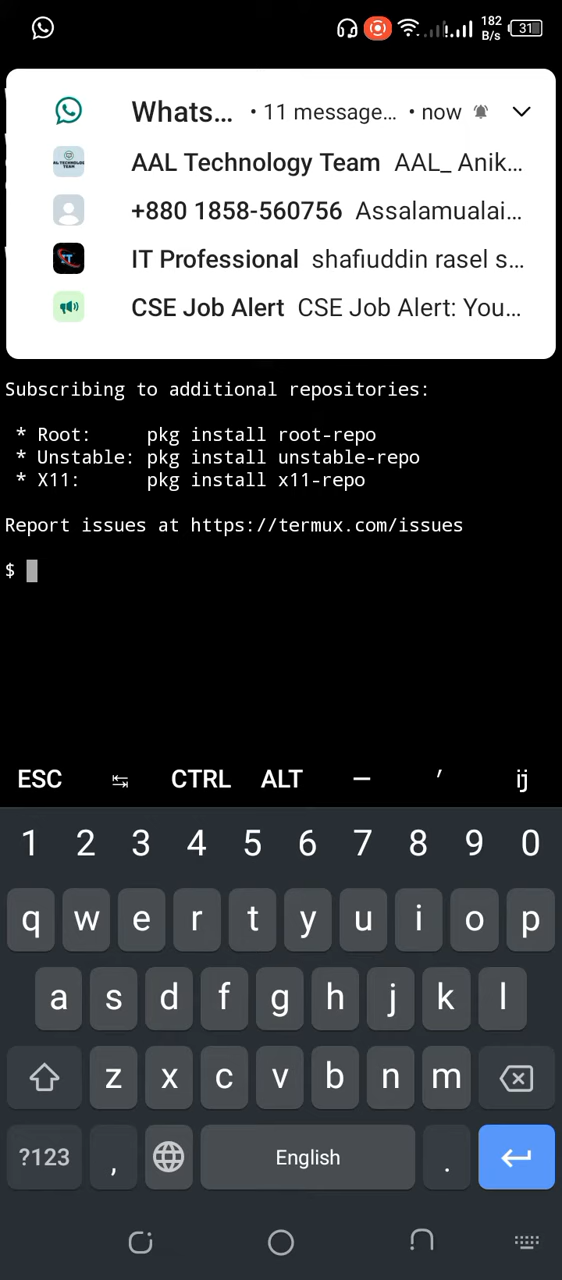 182
B/s
31
Whats... • 11 message... • now
AAL Technology Team AAL_ Anik...
+880 1858-560756 Assalamualai...
IT Professional shafiuddin rasel s...
CSE Job Alert CSE Job Alert: You...
Subscribing to additional repositories:
* Root: pkg install root-repo
* Unstable: pkg install unstable-repo
* X11: pkg install x11-repo
Report issues at https://termux.com/issues
$
ESC CTRL ALT — ′ ij
1 2 3 4 5 6 7 8 9 0
q w e r t y u i o p
a s d f g h j k l
z x c v b n m
?123 , English .